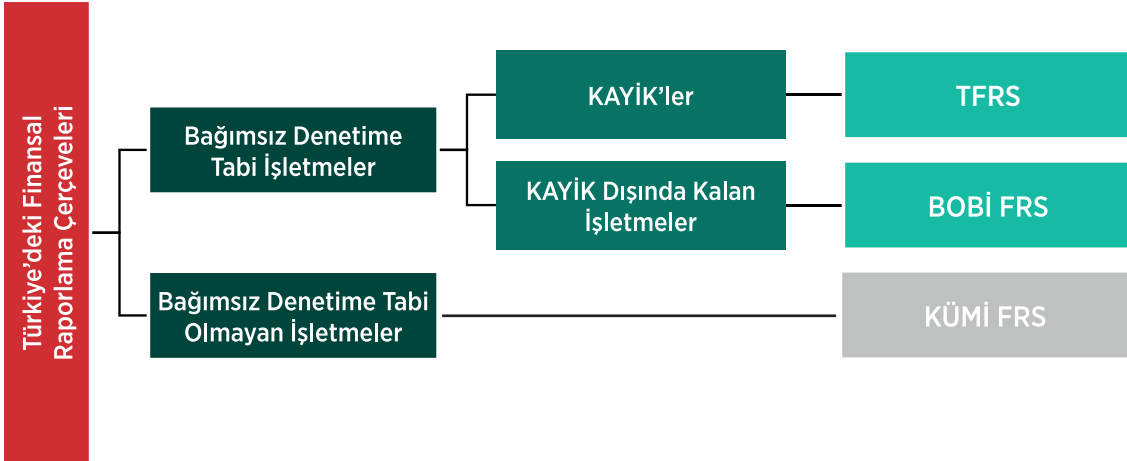 Türkiye’deki Finansal
Raporlama Çerçeveleri
Bağımsız Denetime
Tabi İşletmeler
KAYİK’ler
TFRS
KAYİK Dışında Kalan
İşletmeler
BOBİ FRS
Bağımsız Denetime Tabi
Olmayan İşletmeler
KÜMİ FRS